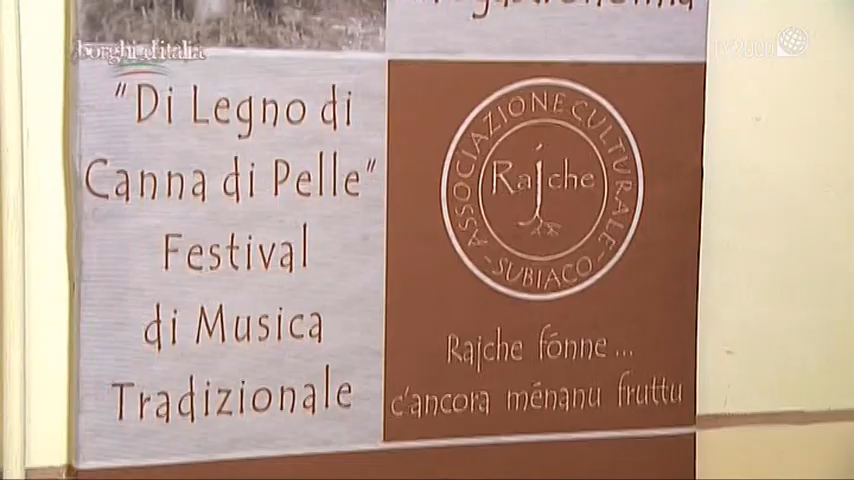 borghi d'italia
TV2000
"Di Legno di
Canna di Pelle"
Festival
di Musica
Tradizionale
ASSOCIAZIONE CULTURALE
Rajche
- SUBIACO -
Rajche fónne...
c'ancora ménanu fruttu